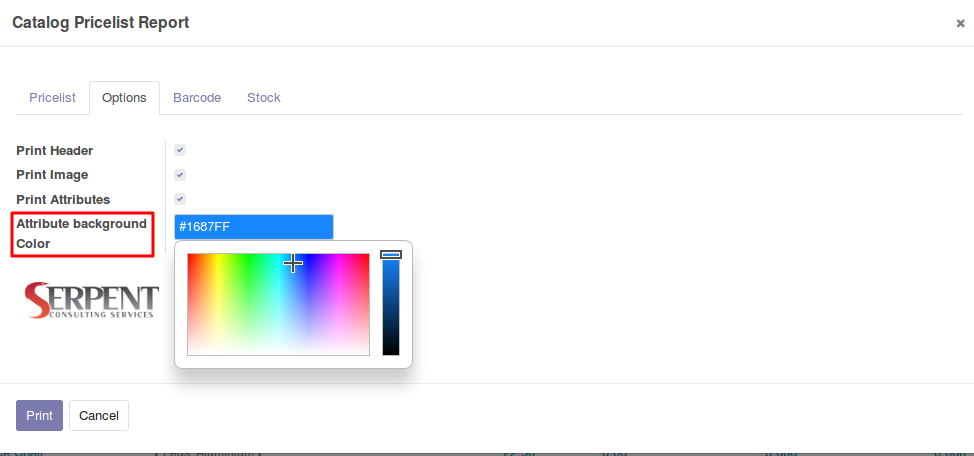 Catalog Pricelist Report
×
Pricelist Options Barcode Stock
Print Header
Print Image
Print Attributes
Attribute background
Color
#1687FF
SERPENT
CONSULTING SERVICES
Print Cancel